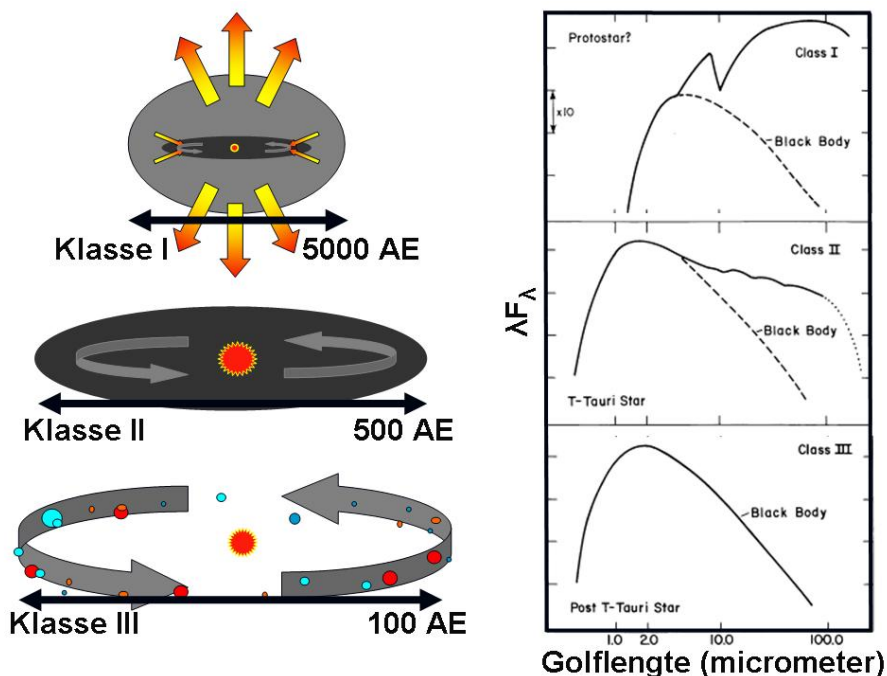 Klasse I 5000 AE
Klasse II 500 AE
Klasse III 100 AE
Protostar?
Class I
x10
Black Body
Class II
Black Body
T-Tauri Star
Class III
Black Body
Post T-Tauri Star
λFλ
1.0 2.0 10.0 100.0
Golflengte (micrometer)